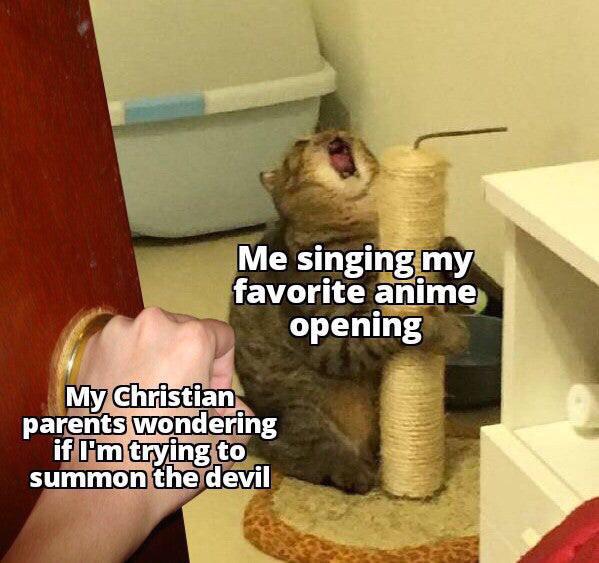 Me singing my
favorite anime
opening
My Christian
parents wondering
if I'm trying to
summon the devil